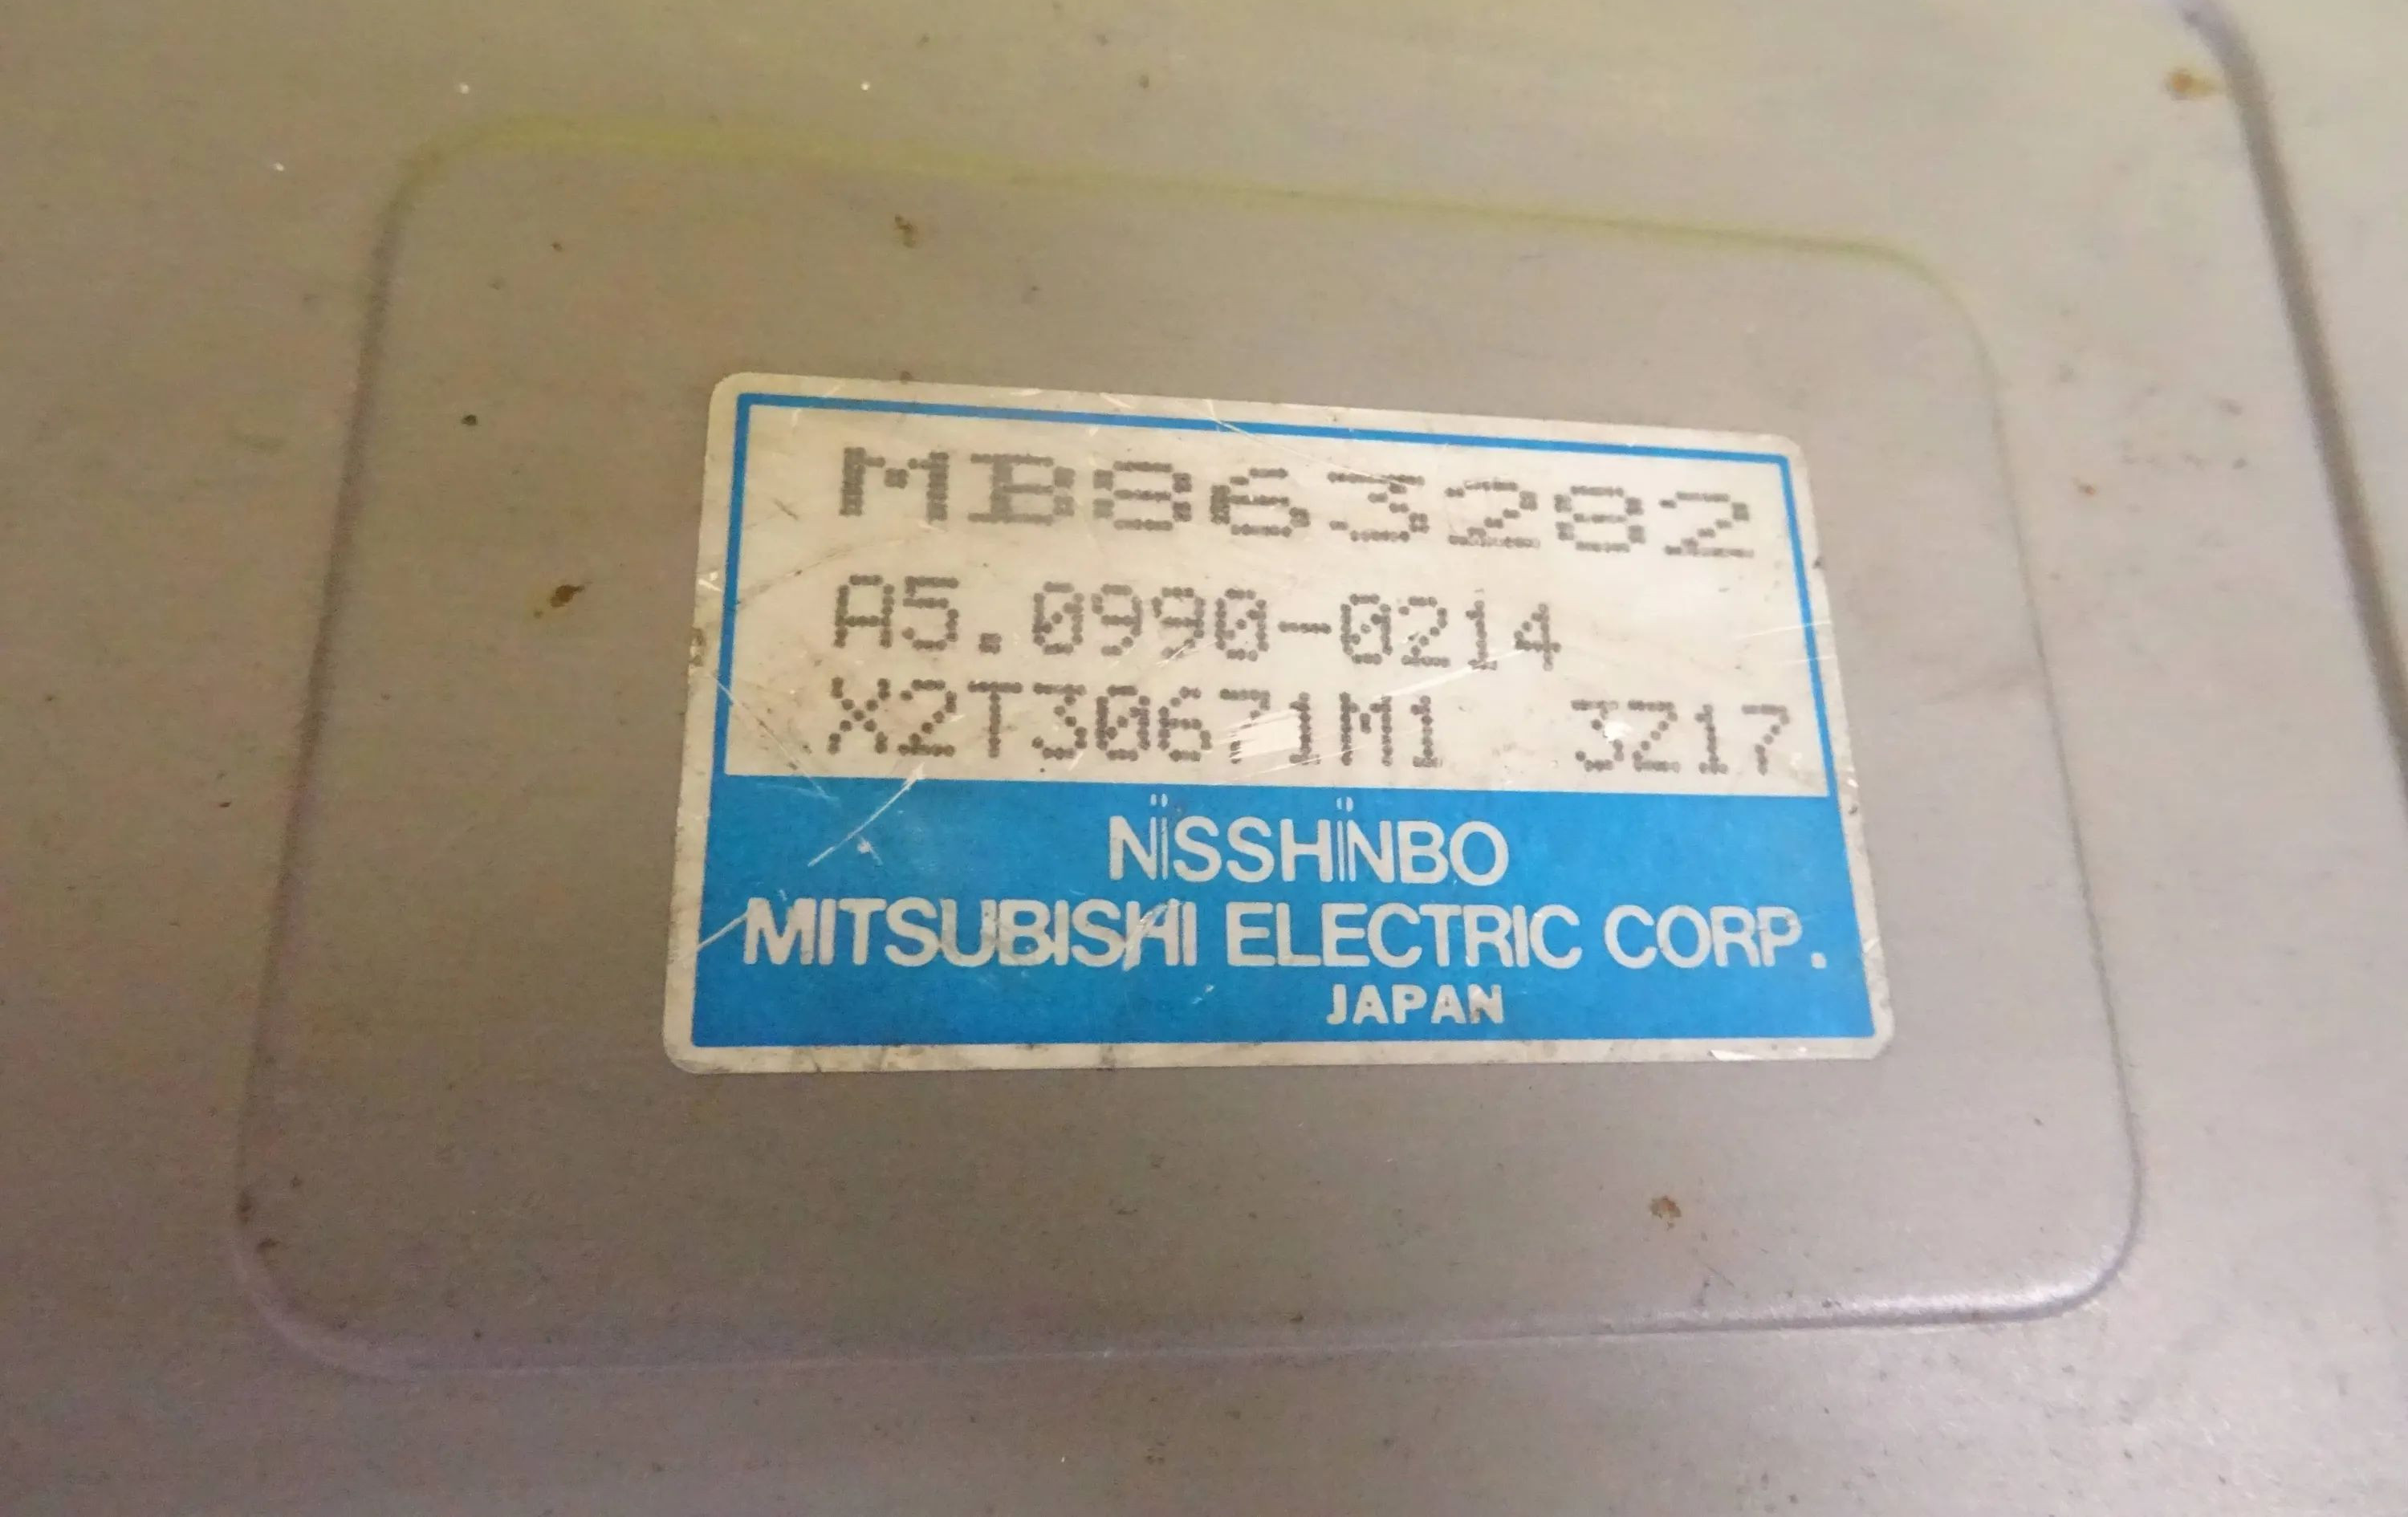 MB863282
A5.0990-0214
X2T30671M1 3Z17
NISSHINBO
MITSUBISHI ELECTRIC CORP.
JAPAN